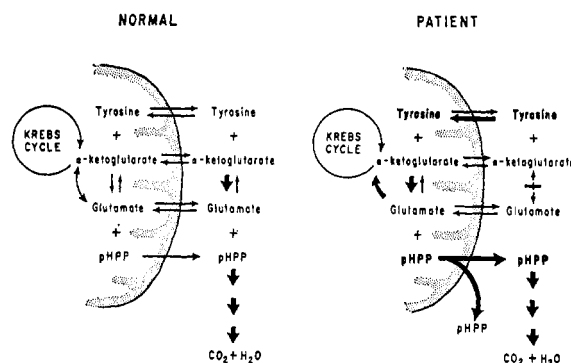 NORMAL
Tyrosine Tyrosine
+ +
KREBS
CYCLE
α-ketoglutarate α-ketoglutarate
Glutamate Glutamate
+ +
pHPP pHPP
CO2 + H2O
PATIENT
Tyrosine Tyrosine
+ +
KREBS
CYCLE
α-ketoglutarate α-ketoglutarate
Glutamate Glutamate
+ +
pHPP pHPP
pHPP
CO2 + H2O